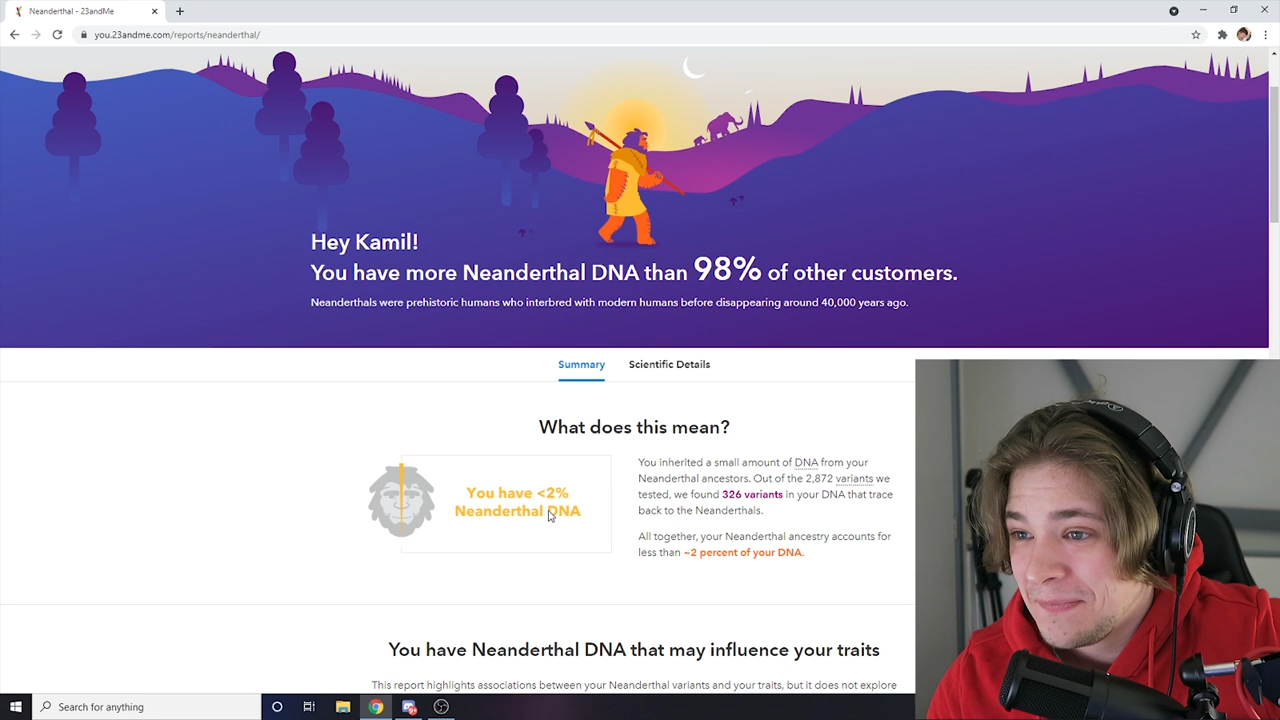 Neanderthal - 23andMe
you.23andme.com/reports/neanderthal/
Hey Kamil!
You have more Neanderthal DNA than 98% of other customers.
Neanderthals were prehistoric humans who interbred with modern humans before disappearing around 40,000 years ago.
Summary
Scientific Details
What does this mean?
You have <2%
Neanderthal DNA
You inherited a small amount of DNA from your
Neanderthal ancestors. Out of the 2,872 variants we
tested, we found 326 variants in your DNA that trace
back to the Neanderthals.
All together, your Neanderthal ancestry accounts for
less than ~2 percent of your DNA.
You have Neanderthal DNA that may influence your traits
This report highlights associations between your Neanderthal variants and your traits, but it does not explore
Search for anything